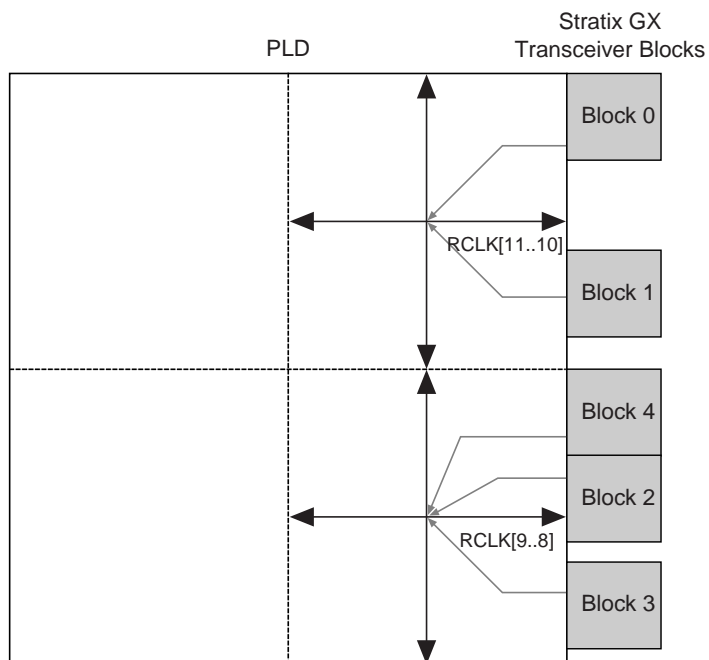 Stratix GX
Transceiver Blocks
PLD
Block 0
RCLK[11..10]
Block 1
Block 4
Block 2
RCLK[9..8]
Block 3